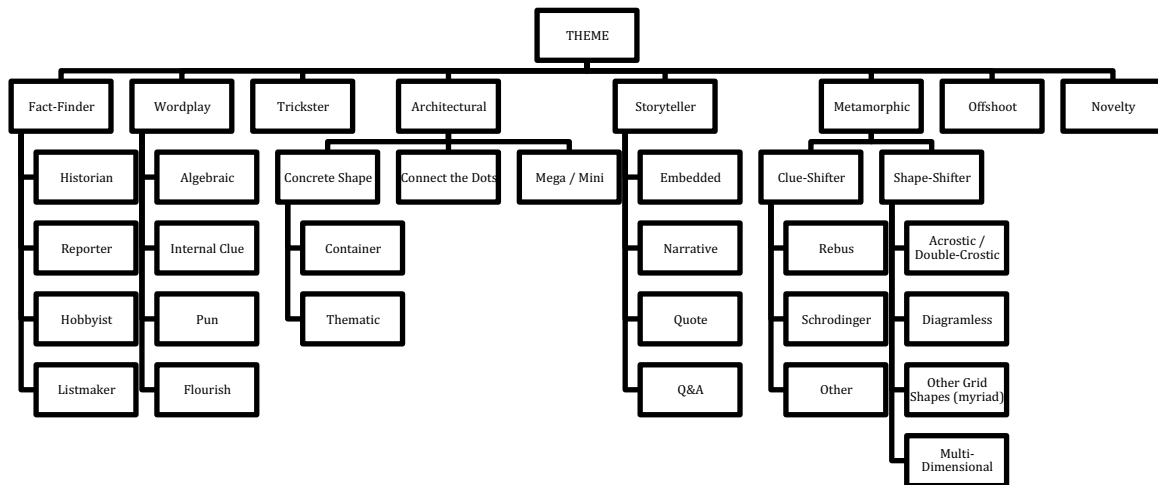 THEME
Fact-Finder
Wordplay
Trickster
Architectural
Storyteller
Metamorphic
Offshoot
Novelty
Historian
Algebraic
Concrete Shape
Connect the Dots
Mega / Mini
Embedded
Clue-Shifter
Shape-Shifter
Reporter
Internal Clue
Container
Narrative
Rebus
Acrostic /
Double-Crostic
Hobbyist
Pun
Thematic
Quote
Schrodinger
Diagramless
Listmaker
Flourish
Q&A
Other
Other Grid
Shapes (myriad)
Multi-
Dimensional